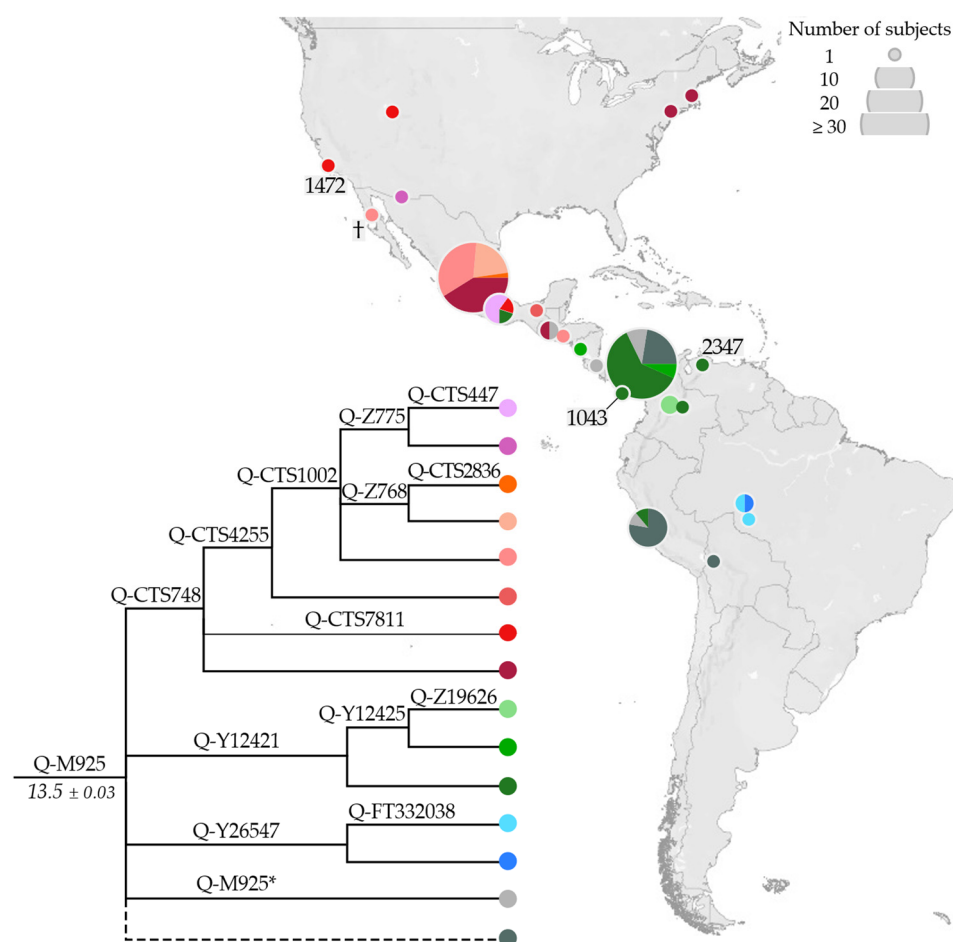 Number of subjects
1
10
20
≥ 30
1472
†
2347
1043
Q-CTS447
Q-Z775
Q-CTS2836
Q-CTS1002
Q-Z768
Q-CTS4255
Q-CTS748
Q-CTS7811
Q-Z19626
Q-Y12425
Q-Y12421
Q-M925
13.5 ± 0.03
Q-FT332038
Q-Y26547
Q-M925*